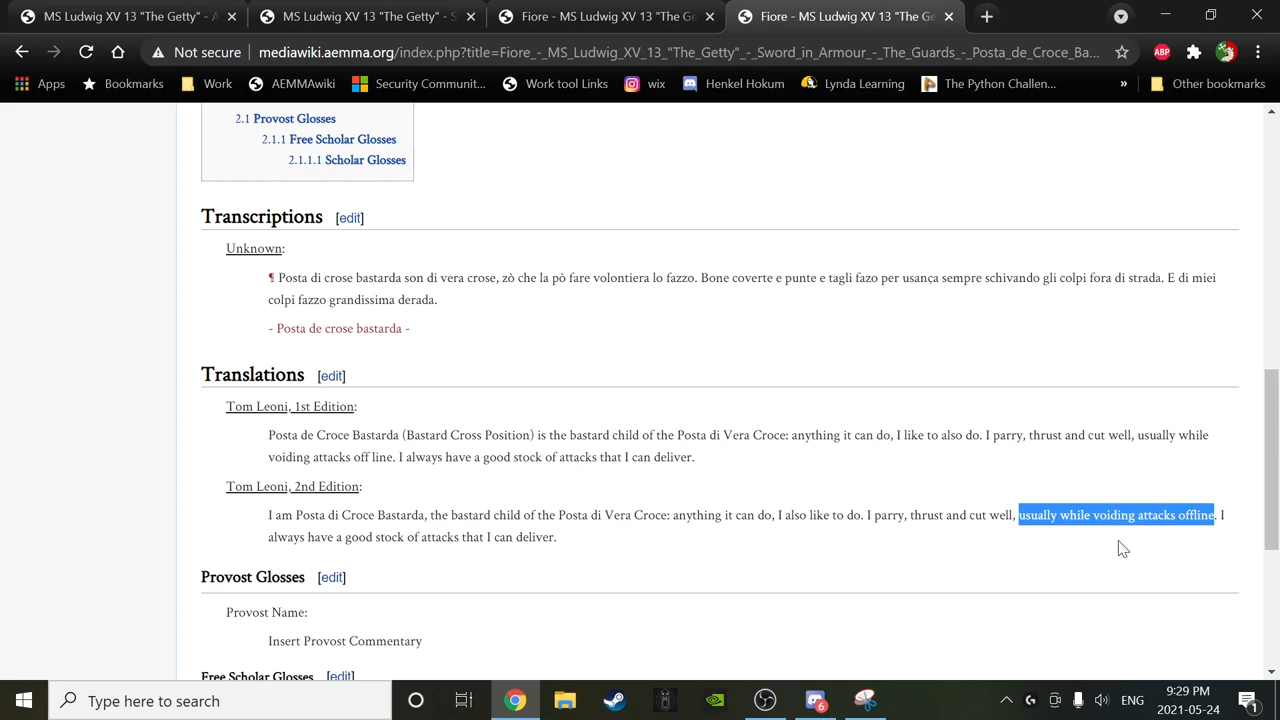 MS Ludwig XV 13 "The Getty" - A
MS Ludwig XV 13 "The Getty" - S
Fiore - MS Ludwig XV 13 "The Ge
Fiore - MS Ludwig XV 13 "The Ge
Not secure
mediawiki.aemma.org/index.php?title=Fiore_-_MS_Ludwig_XV_13_"The_Getty"_-_Sword_in_Armour_-_The_Guards_-_Posta_de_Croce_Ba...
ABP
Apps
Bookmarks
Work
AEMMAwiki
Security Communit...
Work tool Links
wix
Henkel Hokum
Lynda Learning
The Python Challen...
»
Other bookmarks
2.1 Provost Glosses
2.1.1 Free Scholar Glosses
2.1.1.1 Scholar Glosses
Transcriptions [edit]
Unknown:
¶ Posta di crose bastarda son di vera crose, zò che la pò fare volontiera lo fazzo. Bone coverte e punte e tagli fazo per usança sempre schivando gli colpi fora di strada. E di miei
colpi fazzo grandissima derada.
- Posta de crose bastarda -
Translations [edit]
Tom Leoni, 1st Edition:
Posta de Croce Bastarda (Bastard Cross Position) is the bastard child of the Posta di Vera Croce: anything it can do, I like to also do. I parry, thrust and cut well, usually while
voiding attacks off line. I always have a good stock of attacks that I can deliver.
Tom Leoni, 2nd Edition:
I am Posta di Croce Bastarda, the bastard child of the Posta di Vera Croce: anything it can do, I also like to do. I parry, thrust and cut well, usually while voiding attacks offline. I
always have a good stock of attacks that I can deliver.
Provost Glosses [edit]
Provost Name:
Insert Provost Commentary
Free Scholar Glosses [edit]
Type here to search
6
ENG
9:29 PM
2021-05-24
1